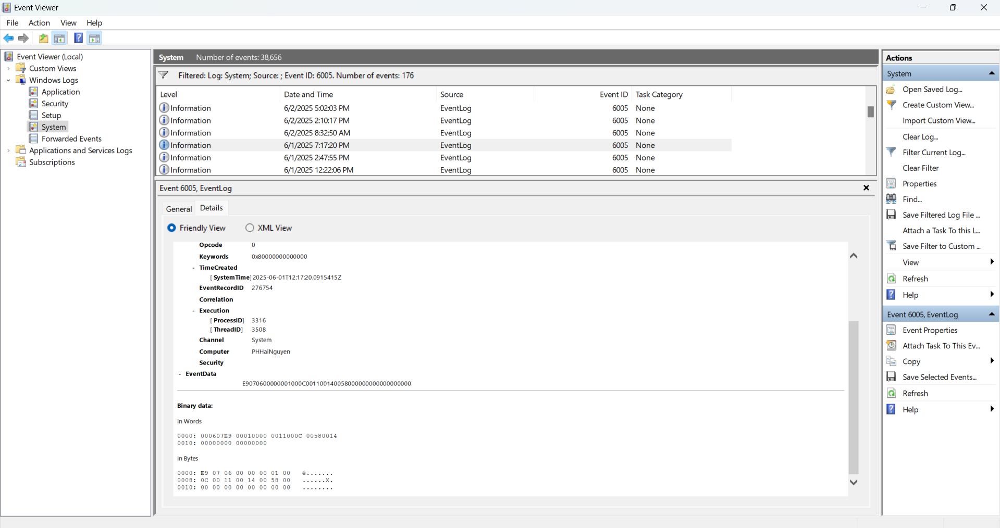 Event Viewer
File Action View Help
Event Viewer (Local)
Custom Views
Windows Logs
Application
Security
Setup
System
Forwarded Events
Applications and Services Logs
Subscriptions
System Number of events: 38,656
Filtered: Log: System; Source: ; Event ID: 6005. Number of events: 176
Level Date and Time Source Event ID Task Category
Information 6/2/2025 5:02:03 PM EventLog 6005 None
Information 6/2/2025 2:10:17 PM EventLog 6005 None
Information 6/2/2025 8:32:50 AM EventLog 6005 None
Information 6/1/2025 7:17:20 PM EventLog 6005 None
Information 6/1/2025 2:47:55 PM EventLog 6005 None
Information 6/1/2025 12:22:06 PM EventLog 6005 None
Event 6005, EventLog
General Details
Friendly View XML View
Opcode 0
Keywords 0x80000000000000
- TimeCreated
[ SystemTime] 2025-06-01T12:17:20.0915415Z
EventRecordID 276754
Correlation
- Execution
[ ProcessID] 3316
[ ThreadID] 3508
Channel System
Computer PHHaiNguyen
Security
- EventData
E9070600000001000C00110014005800000000000000000000
Binary data:
In Words
0000: 000607E9 00010000 0011000C 00580014
0010: 00000000 00000000
In Bytes
0000: E9 07 06 00 00 00 01 00 é.......
0008: 0C 00 11 00 14 00 58 00 ......X.
0010: 00 00 00 00 00 00 00 00 ........
Actions
System
Open Saved Log...
Create Custom View...
Import Custom View...
Clear Log...
Filter Current Log...
Clear Filter
Properties
Find...
Save Filtered Log File ...
Attach a Task To this L...
Save Filter to Custom ...
View
Refresh
Help
Event 6005, EventLog
Event Properties
Attach Task To This Ev...
Copy
Save Selected Events...
Refresh
Help